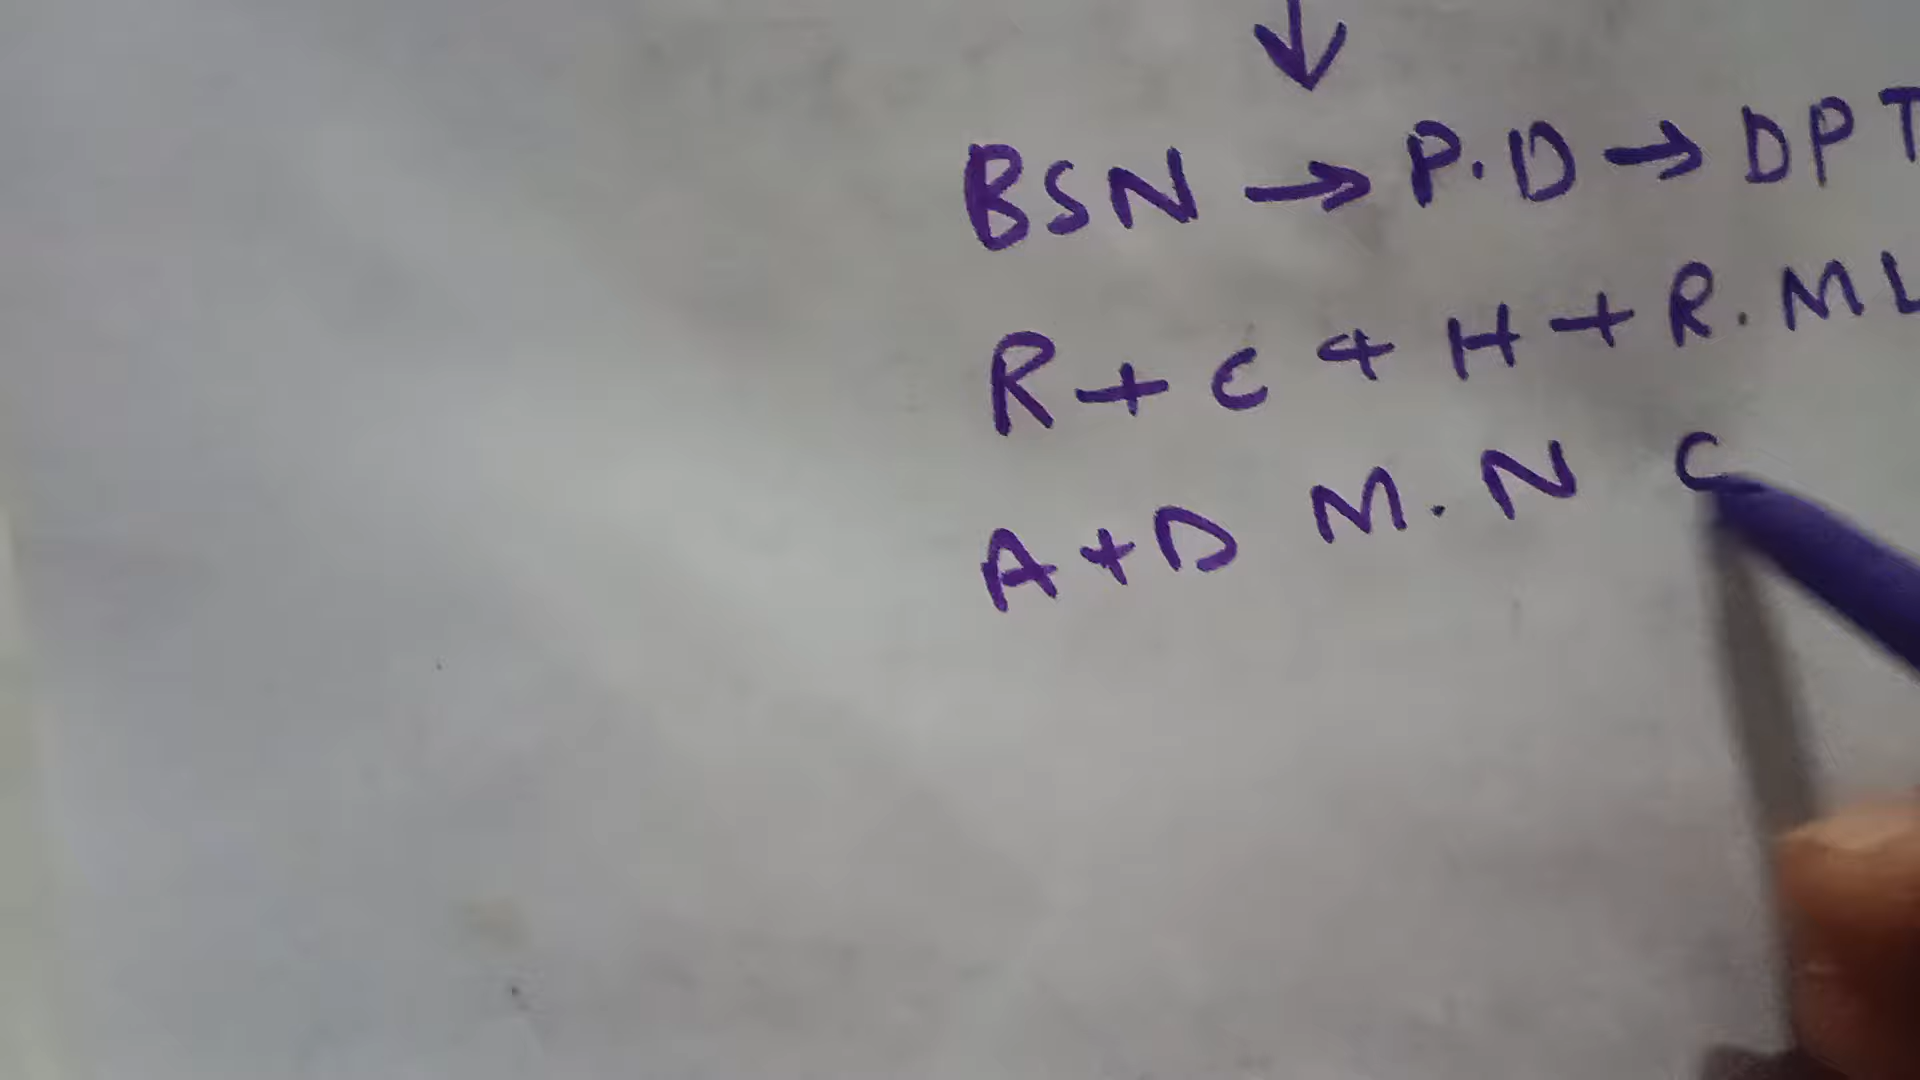 BSN → P.D → DPT
R + C + H + R.ML
A + D M.N C